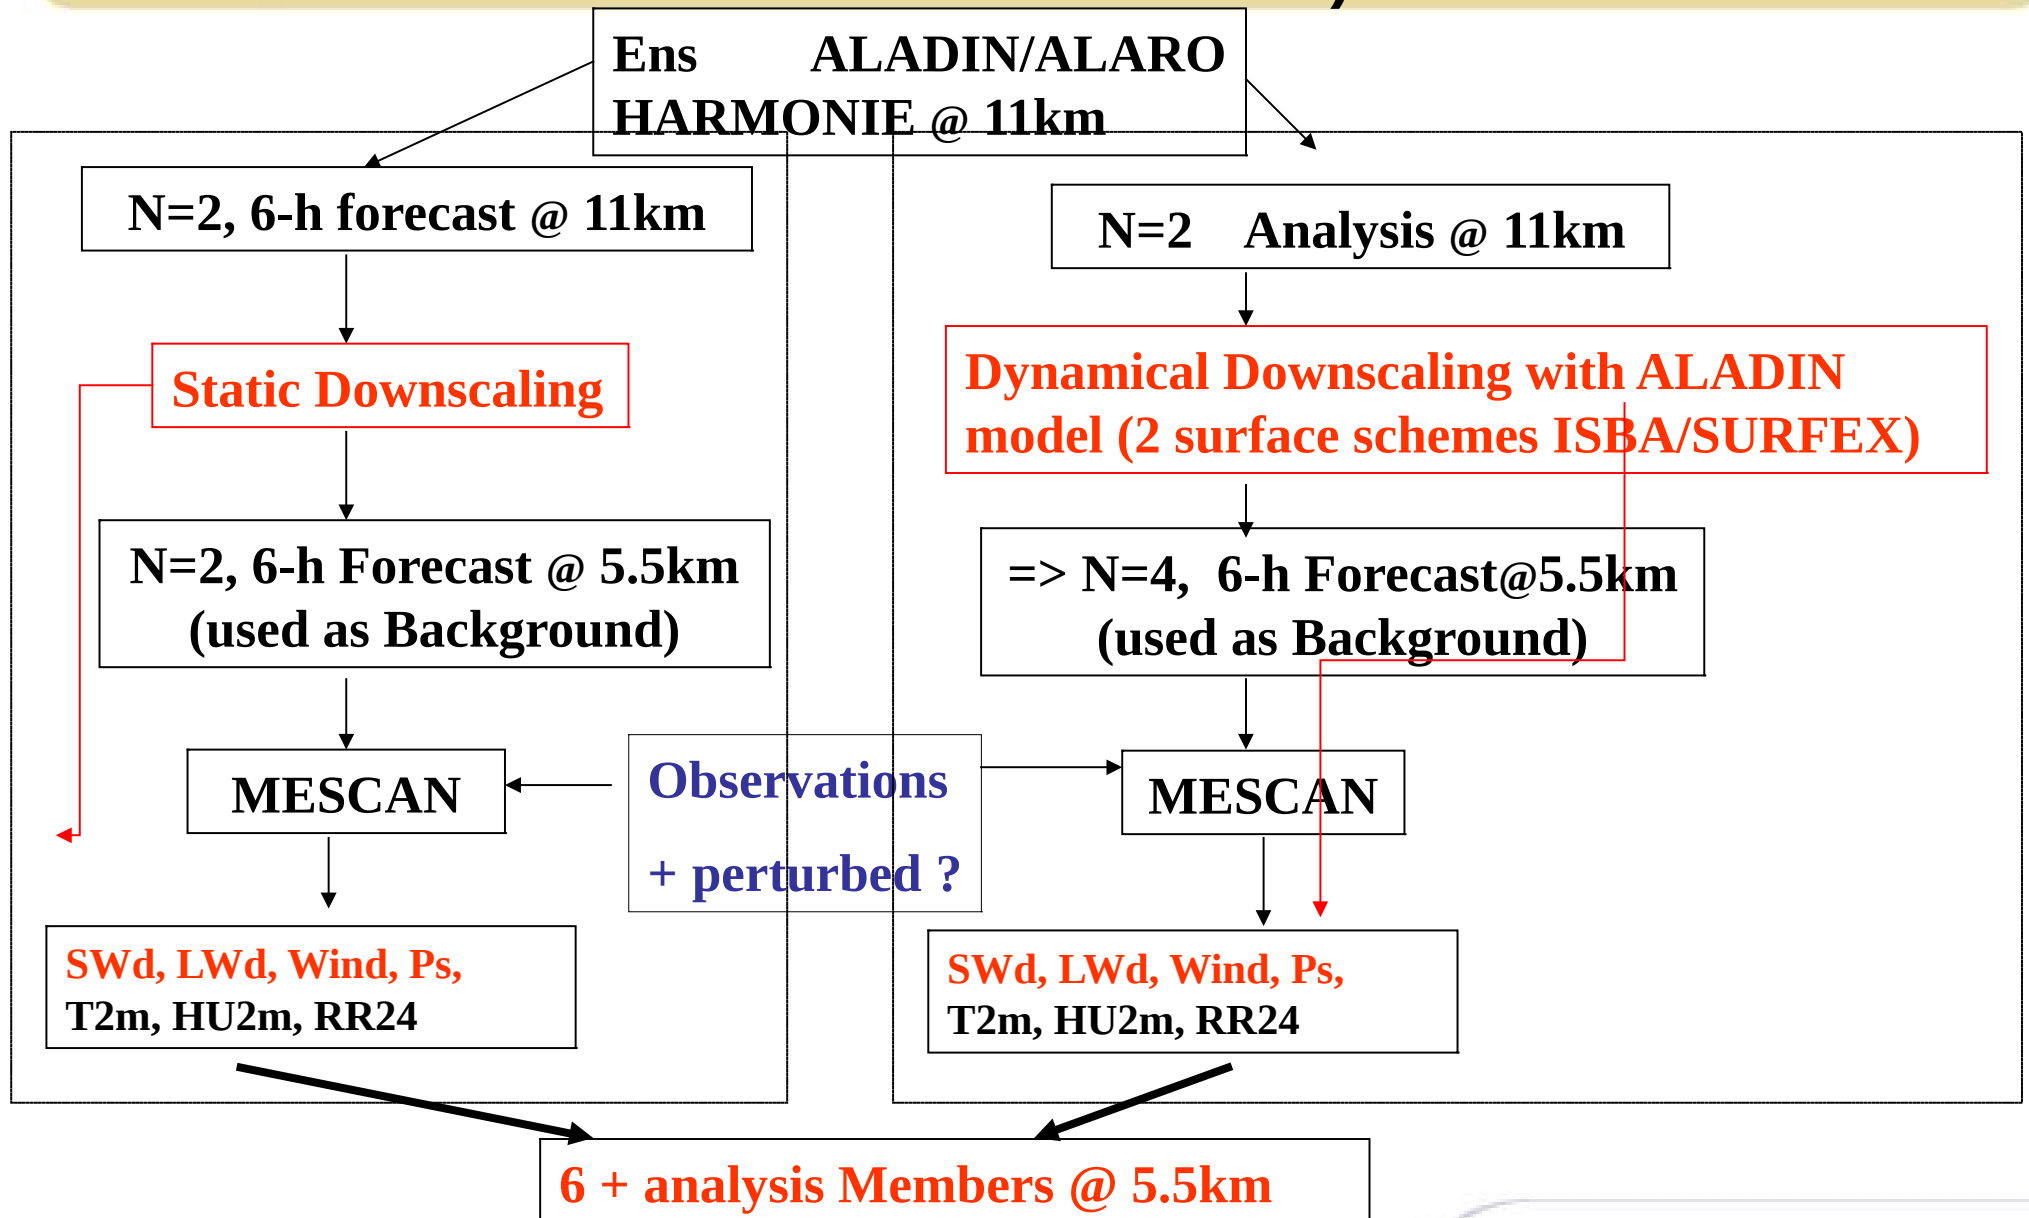 Ens ALADIN/ALARO
HARMONIE @ 11km
N=2, 6-h forecast @ 11km
N=2 Analysis @ 11km
Static Downscaling
Dynamical Downscaling with ALADIN
model (2 surface schemes ISBA/SURFEX)
N=2, 6-h Forecast @ 5.5km
(used as Background)
=> N=4, 6-h Forecast@5.5km
(used as Background)
MESCAN
Observations
+ perturbed ?
MESCAN
SWd, LWd, Wind, Ps,
T2m, HU2m, RR24
SWd, LWd, Wind, Ps,
T2m, HU2m, RR24
6 + analysis Members @ 5.5km